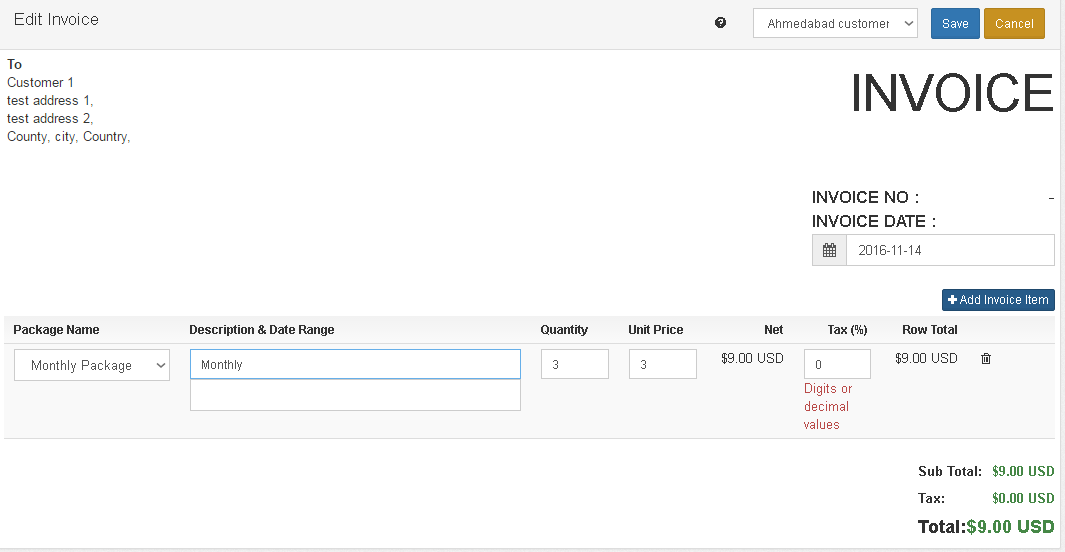 Edit Invoice
Ahmedabad customer
Save
Cancel
To
Customer 1
test address 1,
test address 2,
County, city, Country,
INVOICE
INVOICE NO : -
INVOICE DATE :
2016-11-14
Add Invoice Item
Package Name Description & Date Range Quantity Unit Price Net Tax (%) Row Total
Monthly Package Monthly 3 3 $9.00 USD 0 $9.00 USD
Digits or
decimal
values
Sub Total: $9.00 USD
Tax: $0.00 USD
Total:$9.00 USD